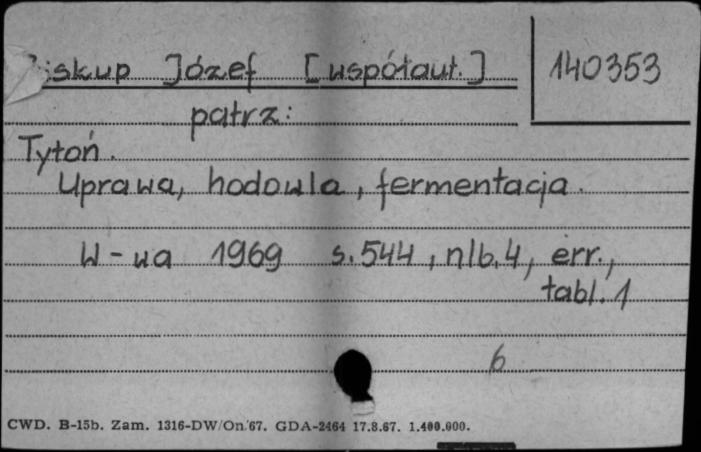 Biskup Józef [współaut.] 140353
patrz:
Tytoń.
Uprawa, hodowla, fermentacja.
W-wa 1969 s. 544, nlb. 4, err.,
tabl. 1
6
CWD. B-15b. Zam. 1316-DW/On/67. GDA-2464 17.8.67. 1.400.000.